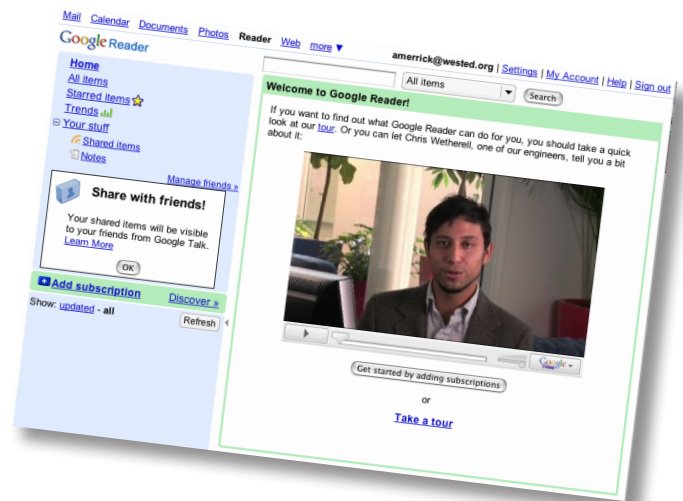 Mail Calendar Documents Photos Reader Web more ▼
amerrick@wested.org | Settings | My Account | Help | Sign out
Google Reader
All items
Search
Home
All items
Starred items
Trends
Your stuff
Shared items
Notes
Manage friends »
Share with friends!
Your shared items will be visible
to your friends from Google Talk.
Learn More
OK
Add subscription
Discover »
Show: updated - all
Refresh
Welcome to Google Reader!
If you want to find out what Google Reader can do for you, you should take a quick
look at our tour. Or you can let Chris Wetherell, one of our engineers, tell you a bit
about it:
Google
Get started by adding subscriptions
or
Take a tour